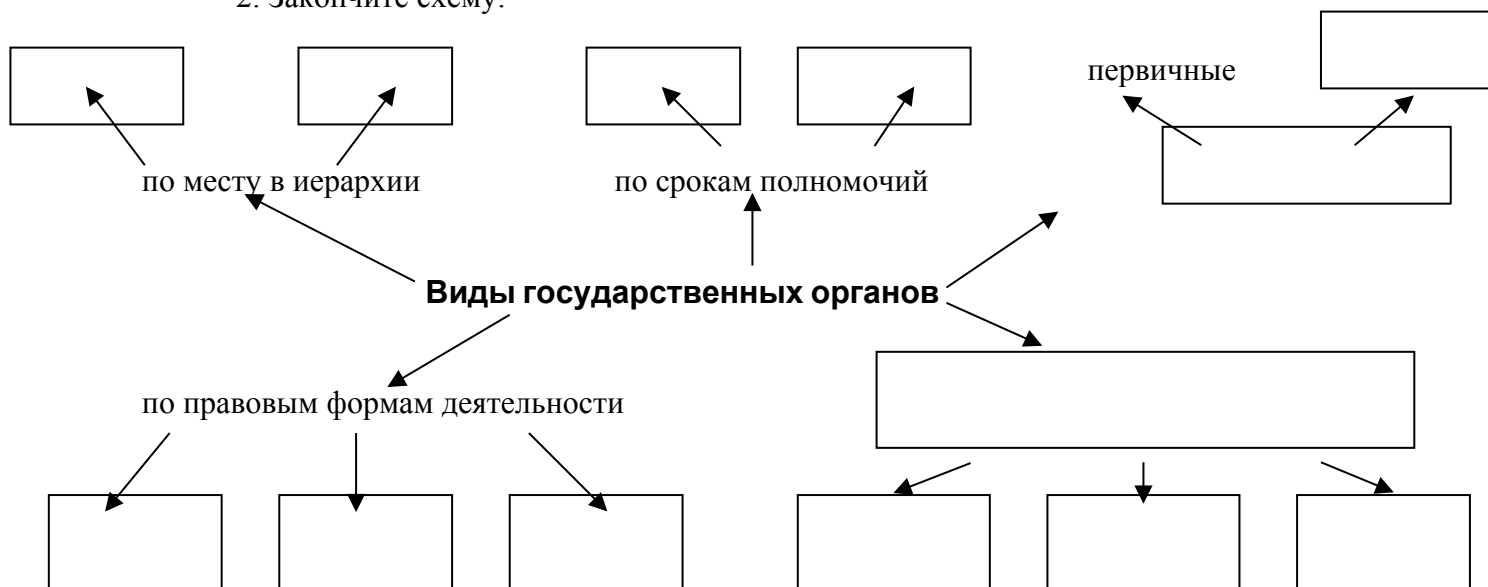 2. Закончите схему:
первичные
по месту в иерархии
по срокам полномочий
Виды государственных органов
по правовым формам деятельности